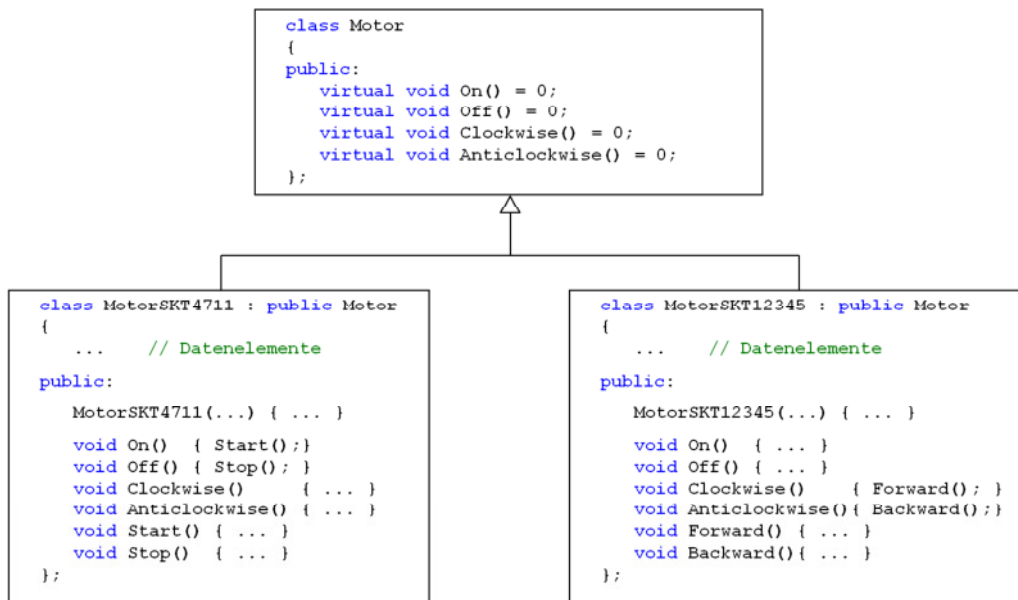 class Motor
{
public:
virtual void On() = 0;
virtual void Off() = 0;
virtual void Clockwise() = 0;
virtual void Anticlockwise() = 0;
};
class MotorSKT4711 : public Motor
{
... // Datenelemente
public:
MotorSKT4711(...) { ... }
void On() { Start();}
void Off() { Stop(); }
void Clockwise() { ... }
void Anticlockwise() { ... }
void Start() { ... }
void Stop() { ... }
};
class MotorSKT12345 : public Motor
{
... // Datenelemente
public:
MotorSKT12345(...) { ... }
void On() { ... }
void Off() { ... }
void Clockwise() { Forward(); }
void Anticlockwise(){ Backward();}
void Forward() { ... }
void Backward(){ ... }
};